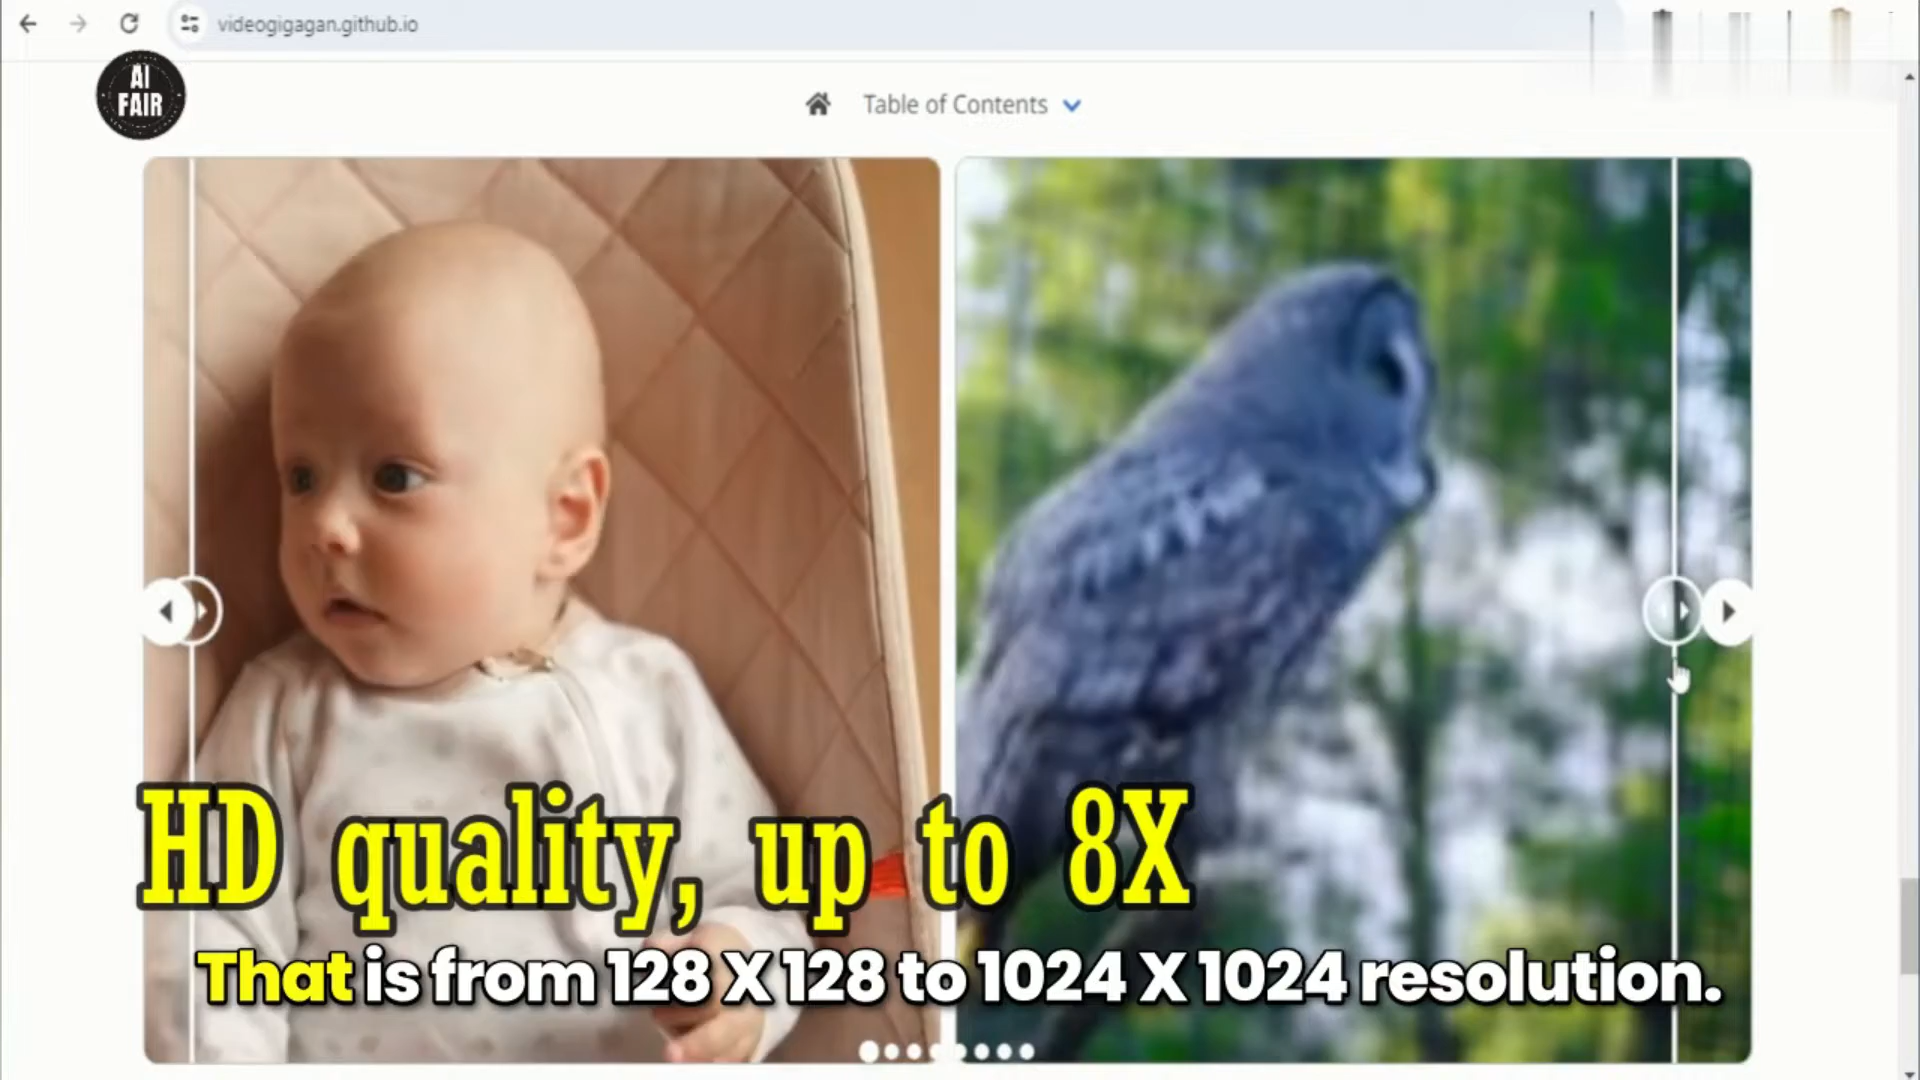 videogigagan.github.io
AI
FAIR
Table of Contents
HD quality, up to 8X
That is from 128 X 128 to 1024 X 1024 resolution.